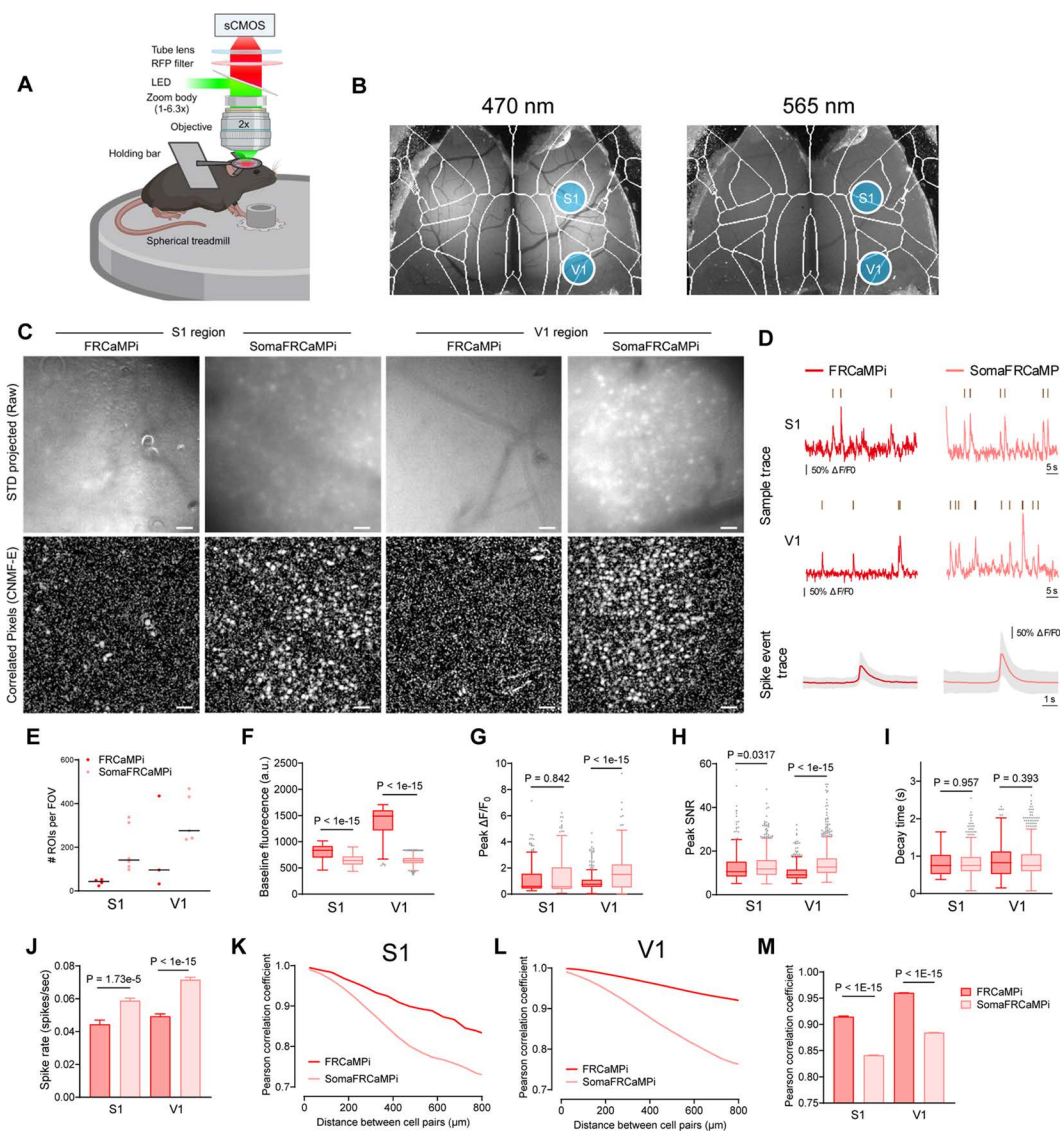 A
sCMOS
Tube lens
RFP filter
LED
Zoom body
(1-6.3x)
Objective
2x
Holding bar
Spherical treadmill
B
470 nm
565 nm
S1
V1
S1
V1
C
S1 region
V1 region
FRCaMPi
SomaFRCaMPi
FRCaMPi
SomaFRCaMPi
STD projected (Raw)
Correlated Pixels (CNMF-E)
D
FRCaMPi
SomaFRCaMP
Sample trace
S1
50% ΔF/F0
5 s
V1
50% ΔF/F0
5 s
Spike event
trace
50% ΔF/F0
1 s
E
FRCaMPi
SomaFRCaMPi
# ROIs per FOV
600
400
200
0
S1
V1
F
Baseline fluorecence (a.u.)
2500
2000
1500
1000
500
0
P < 1e-15
P < 1e-15
S1
V1
G
Peak ΔF/F0
10
8
6
4
2
0
P = 0.842
P < 1e-15
S1
V1
H
Peak SNR
60
40
20
0
P =0.0317
P < 1e-15
S1
V1
I
Decay time (s)
4
3
2
1
0
P = 0.957
P = 0.393
S1
V1
J
Spike rate (spikes/sec)
0.08
0.06
0.04
0.02
0.00
P = 1.73e-5
P < 1e-15
S1
V1
K
S1
Pearson correlation coefficient
1.0
0.9
0.8
0.7
FRCaMPi
SomaFRCaMPi
0
200
400
600
800
Distance between cell pairs (μm)
L
V1
Pearson correlation coefficient
1.00
0.95
0.90
0.85
0.80
0.75
FRCaMPi
SomaFRCaMPi
0
200
400
600
800
Distance between cell pairs (μm)
M
Pearson correlation coefficient
1.0
0.9
0.8
0.7
P < 1E-15
P < 1E-15
FRCaMPi
SomaFRCaMPi
S1
V1